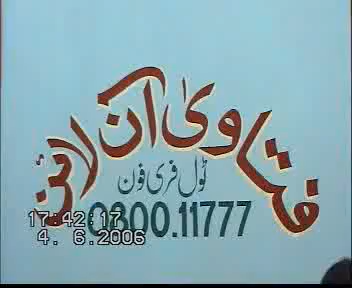 فتاویٰ آن لائن
ٹول فری فون
0800.11777
17:42:17
4. 6.2006